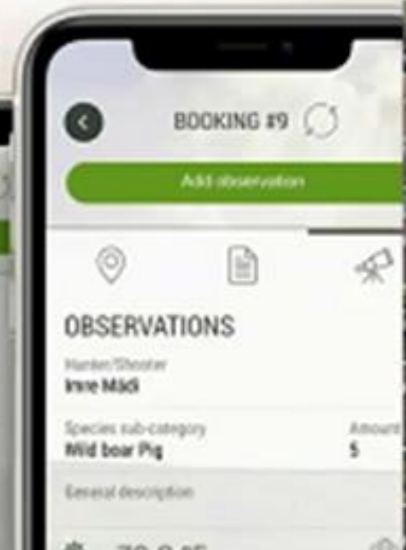 BOOKING #9
Add observation
OBSERVATIONS
Hunter/Shooter
Imre Mádi
Species sub-category
Amount
Wild boar Pig
5
General description